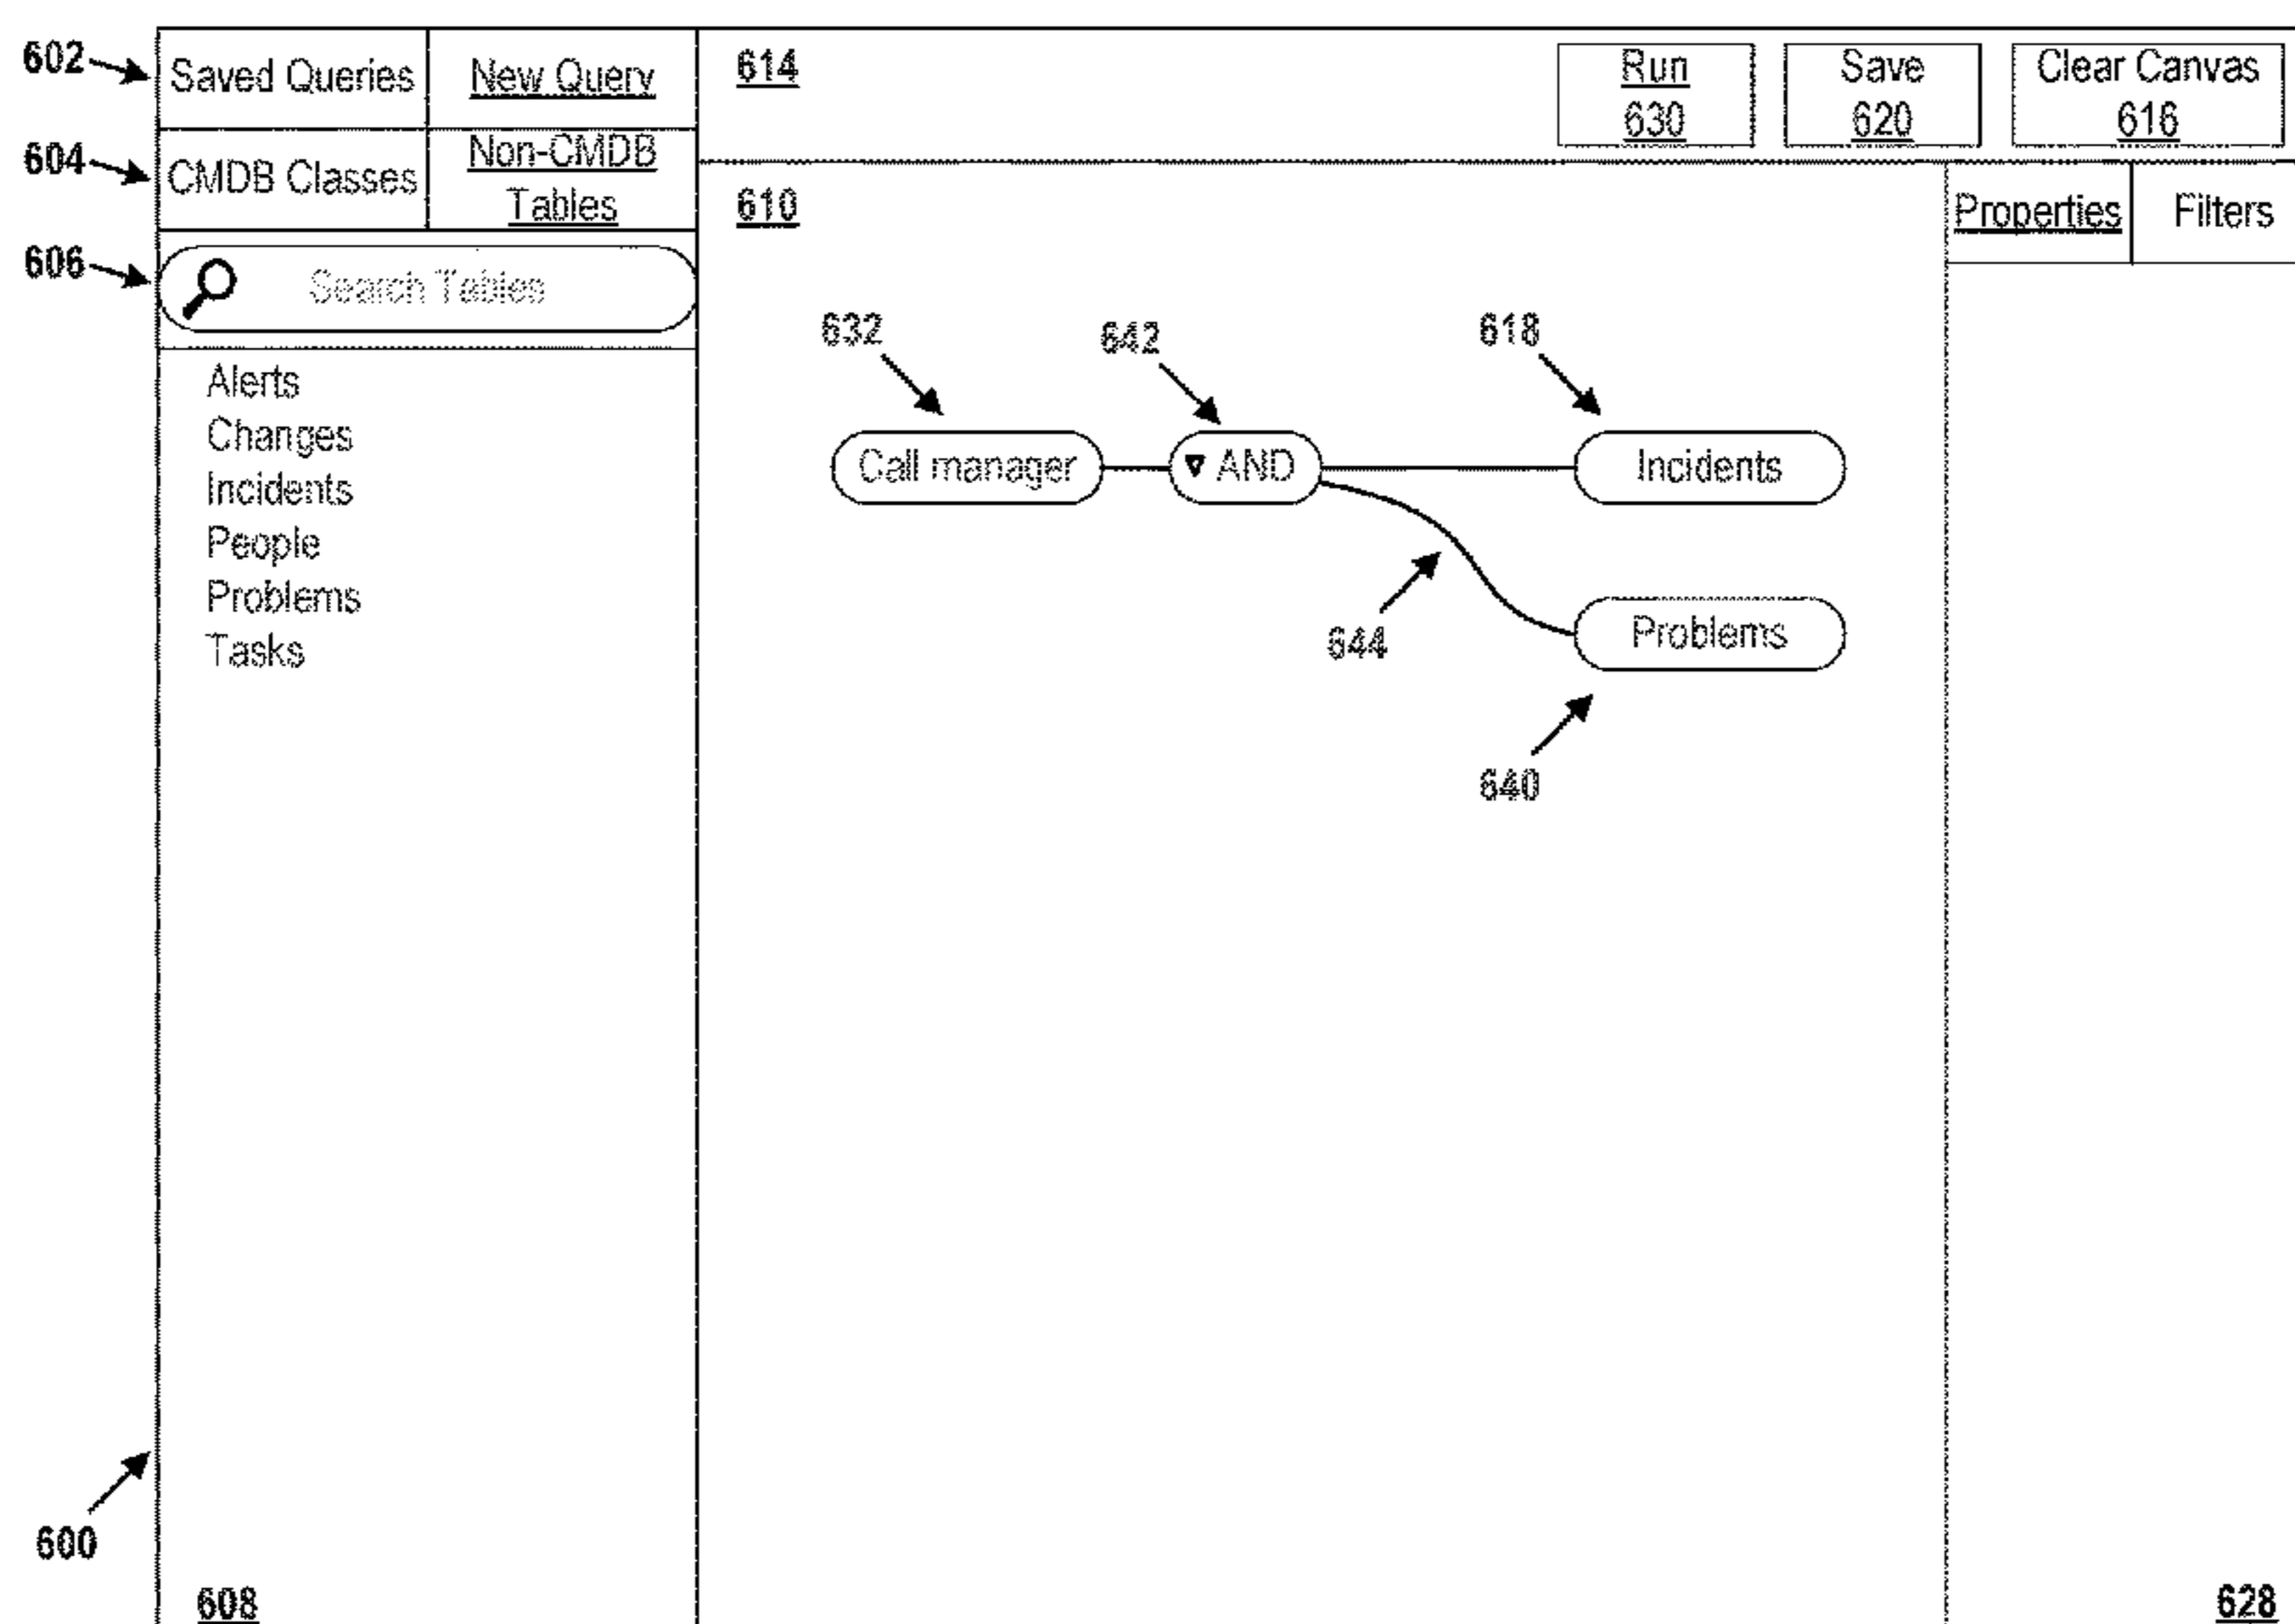 602
Saved Queries
New Query
614
Run
630
Save
620
Clear Canvas
616
604
CMDB Classes
Non-CMDB
Tables
610
Properties
Filters
606
Search Tables
632
642
618
Alerts
Changes
Incidents
People
Problems
Tasks
Call manager
AND
Incidents
644
Problems
640
600
608
628